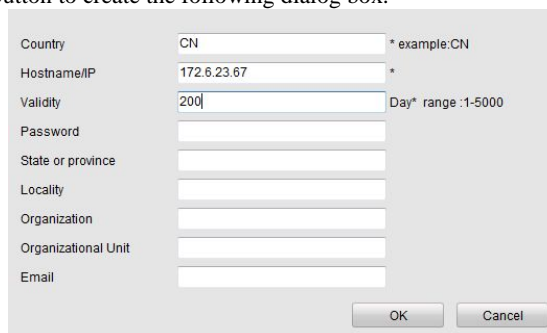 button to create the following dialog box.
Country CN * example:CN
Hostname/IP 172.6.23.67 *
Validity 200 Day* range :1-5000
Password
State or province
Locality
Organization
Organizational Unit
Email
OK Cancel